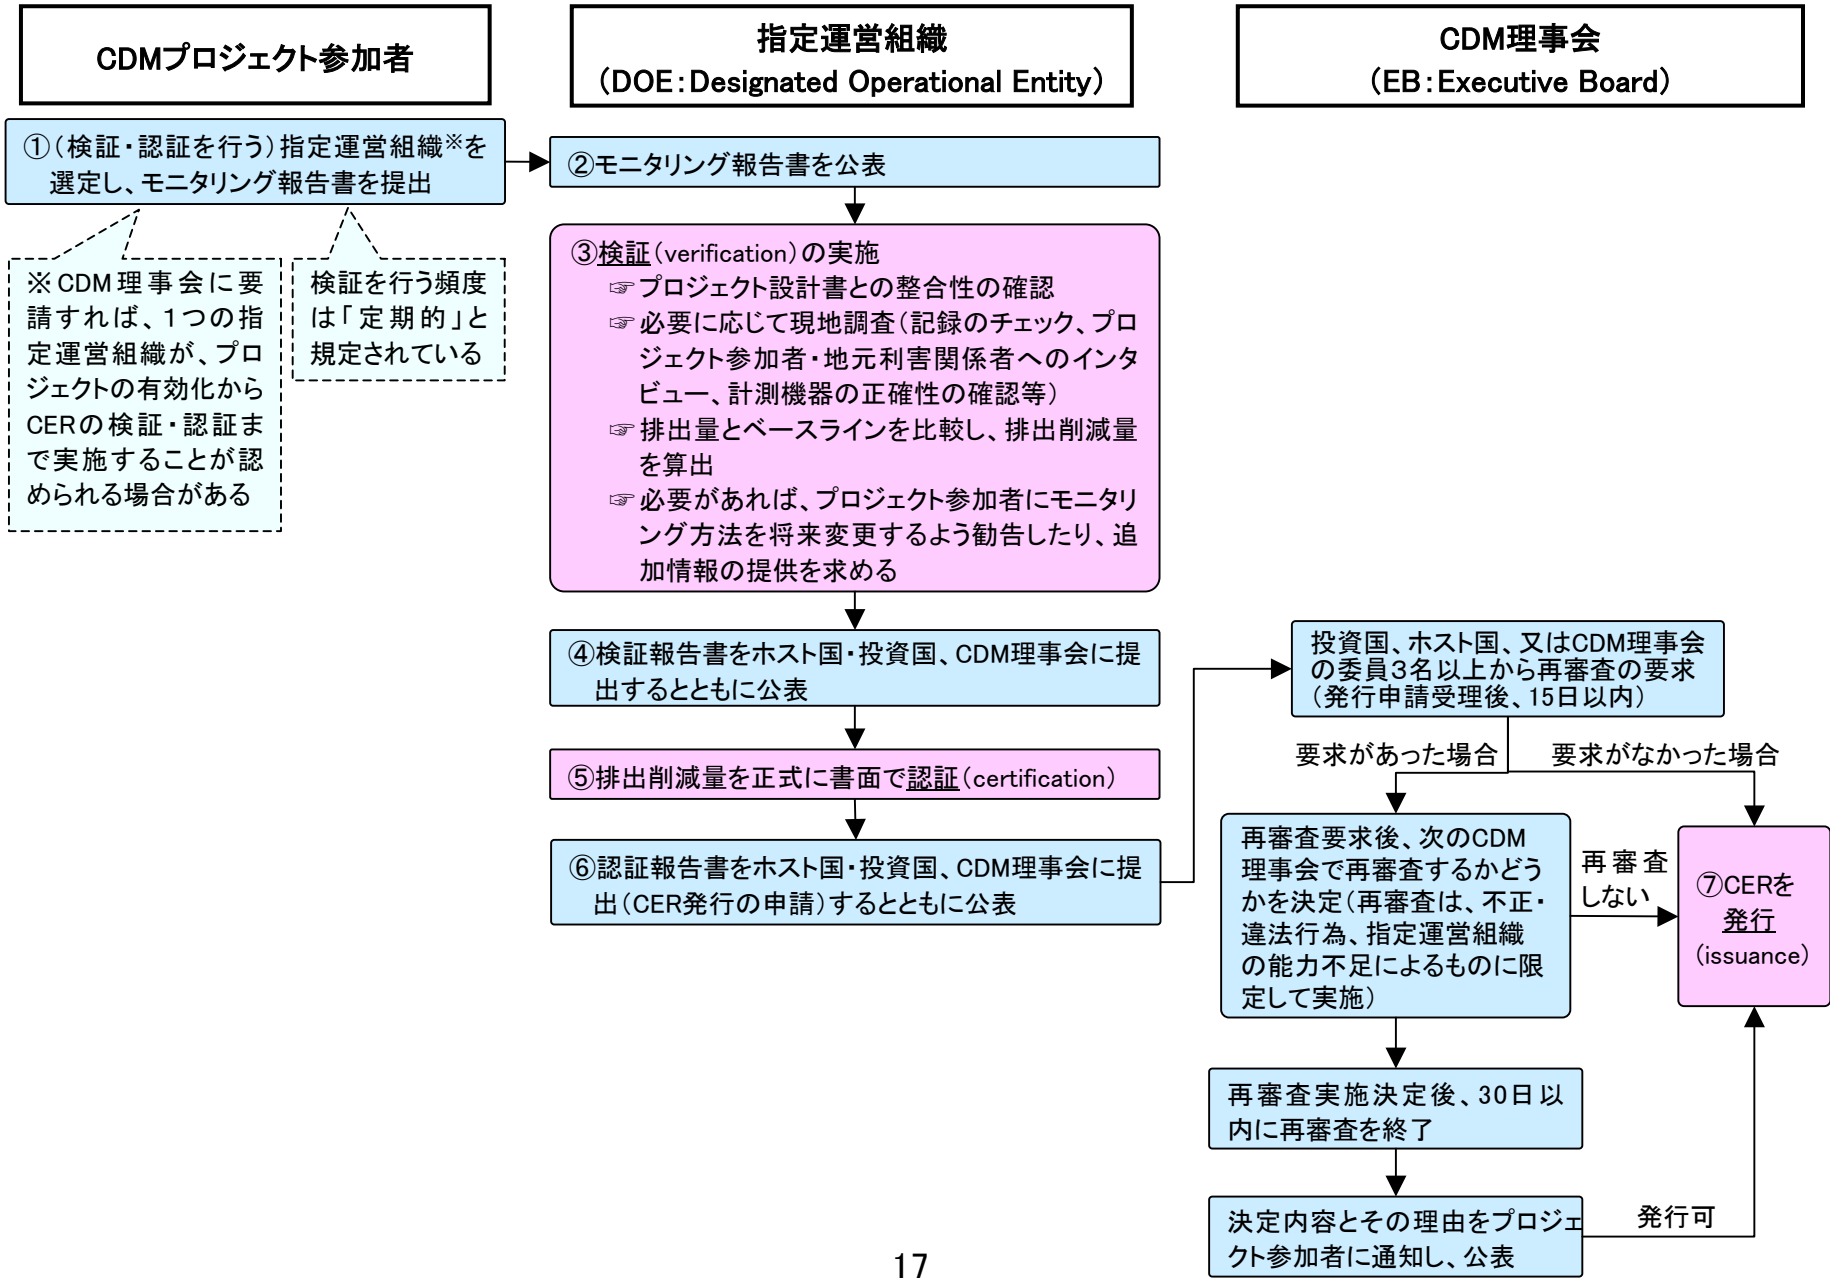 CDMプロジェクト参加者
指定運営組織
（DOE：Designated Operational Entity）
CDM理事会
（EB：Executive Board）
①（検証・認証を行う）指定運営組織※を
選定し、モニタリング報告書を提出
※CDM理事会に要
請すれば、１つの指
定運営組織が、プロ
ジェクトの有効化から
CERの検証・認証ま
で実施することが認
められる場合がある
検証を行う頻度
は「定期的」と
規定されている
②モニタリング報告書を公表
③検証（verification）の実施
☞プロジェクト設計書との整合性の確認
☞必要に応じて現地調査（記録のチェック、プロ
ジェクト参加者・地元利害関係者へのインタ
ビュー、計測機器の正確性の確認等）
☞排出量とベースラインを比較し、排出削減量
を算出
☞必要があれば、プロジェクト参加者にモニタリ
ング方法を将来変更するよう勧告したり、追
加情報の提供を求める
④検証報告書をホスト国・投資国、CDM理事会に提
出するとともに公表
⑤排出削減量を正式に書面で認証（certification）
⑥認証報告書をホスト国・投資国、CDM理事会に提
出（CER発行の申請）するとともに公表
投資国、ホスト国、又はCDM理事会
の委員３名以上から再審査の要求
（発行申請受理後、15日以内）
要求があった場合
要求がなかった場合
再審査要求後、次のCDM
理事会で再審査するかどう
かを決定（再審査は、不正・
違法行為、指定運営組織
の能力不足によるものに限
定して実施）
再審査
しない
⑦CERを
発行
（issuance）
再審査実施決定後、30日以
内に再審査を終了
決定内容とその理由をプロジェ
クト参加者に通知し、公表
発行可
17